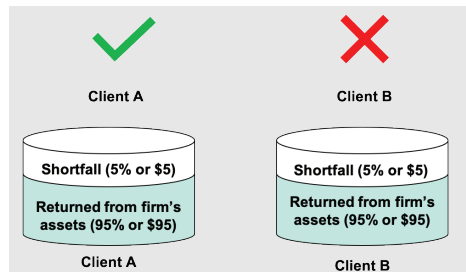 Client A
Client B
Shortfall (5% or $5)
Returned from firm's
assets (95% or $95)
Client A
Shortfall (5% or $5)
Returned from firm's
assets (95% or $95)
Client B